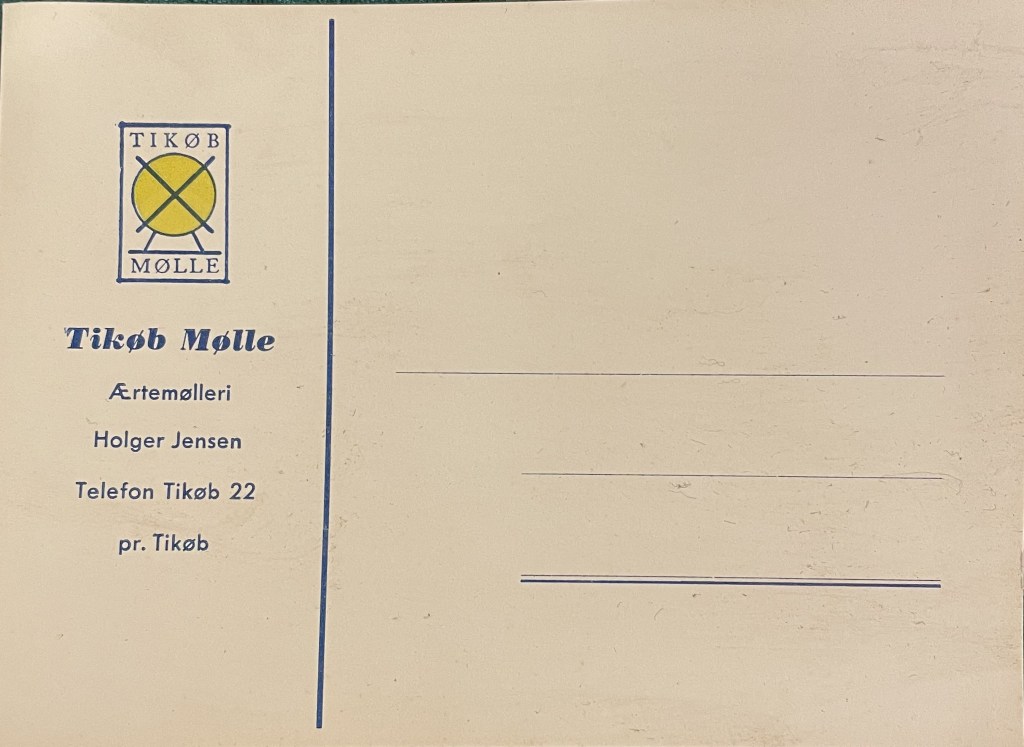 TIKØB
MØLLE
Tikøb Mølle
Ærtemølleri
Holger Jensen
Telefon Tikøb 22
pr. Tikøb